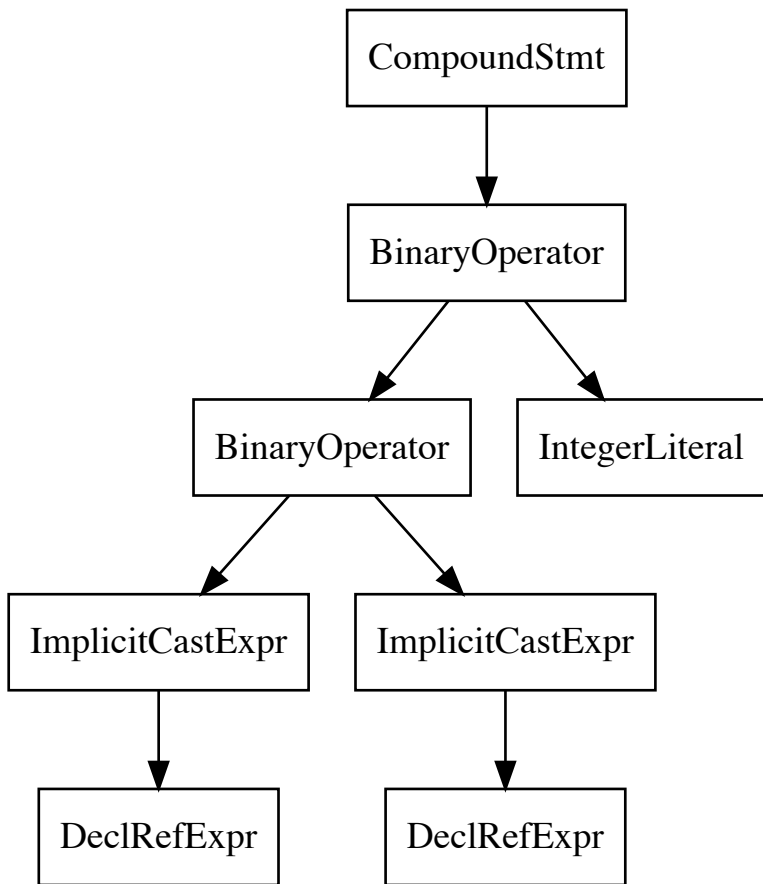 CompoundStmt
BinaryOperator
BinaryOperator
IntegerLiteral
ImplicitCastExpr
ImplicitCastExpr
DeclRefExpr
DeclRefExpr